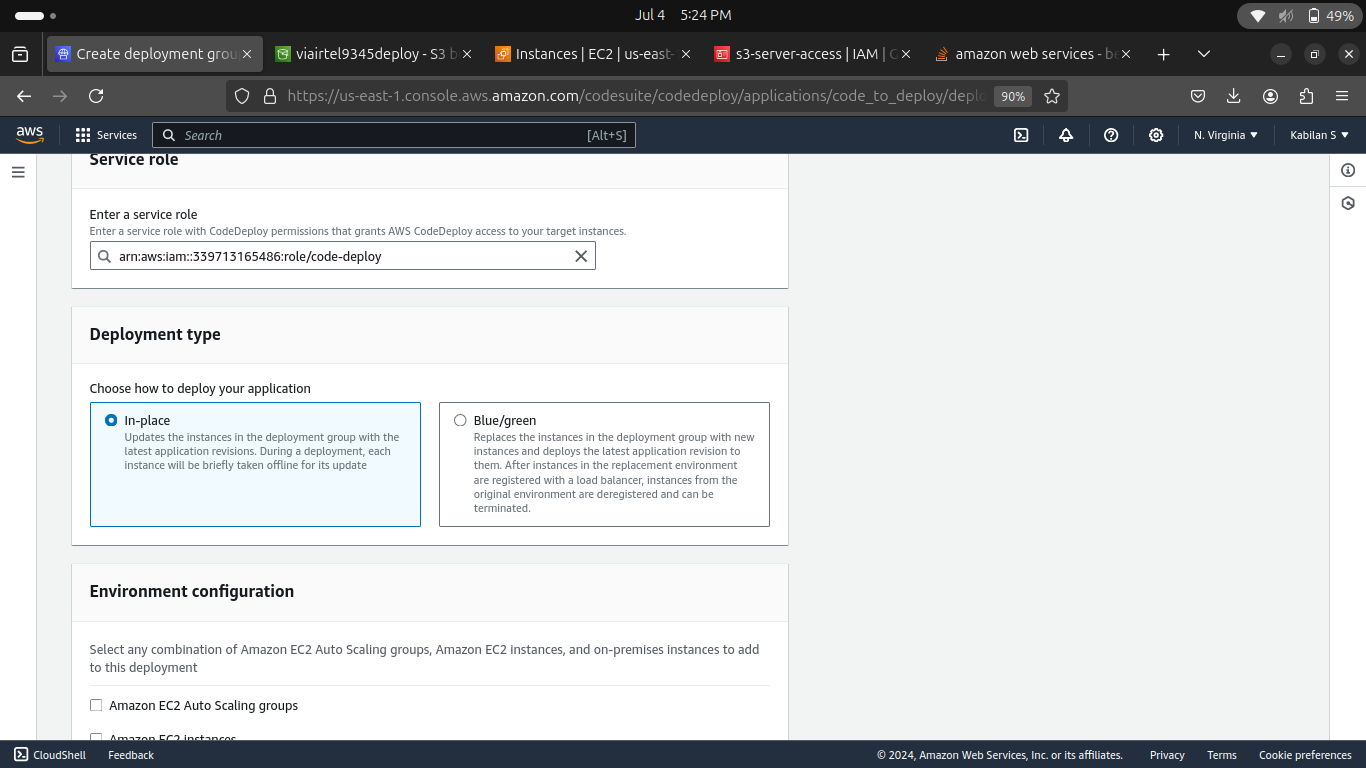 Jul 4 5:24 PM
49%
Create deployment grou
viairtel9345deploy - S3 b
Instances | EC2 | us-east-
s3-server-access | IAM | G
amazon web services - be
https://us-east-1.console.aws.amazon.com/codesuite/codedeploy/applications/code_to_deploy/deplo
90%
aws
Services
Search
[Alt+S]
N. Virginia
Kabilan S
Service role
Enter a service role
Enter a service role with CodeDeploy permissions that grants AWS CodeDeploy access to your target instances.
arn:aws:iam::339713165486:role/code-deploy
Deployment type
Choose how to deploy your application
In-place
Updates the instances in the deployment group with the
latest application revisions. During a deployment, each
instance will be briefly taken offline for its update
Blue/green
Replaces the instances in the deployment group with new
instances and deploys the latest application revision to
them. After instances in the replacement environment
are registered with a load balancer, instances from the
original environment are deregistered and can be
terminated.
Environment configuration
Select any combination of Amazon EC2 Auto Scaling groups, Amazon EC2 instances, and on-premises instances to add
to this deployment
Amazon EC2 Auto Scaling groups
Amazon EC2 instances
CloudShell
Feedback
© 2024, Amazon Web Services, Inc. or its affiliates.
Privacy
Terms
Cookie preferences